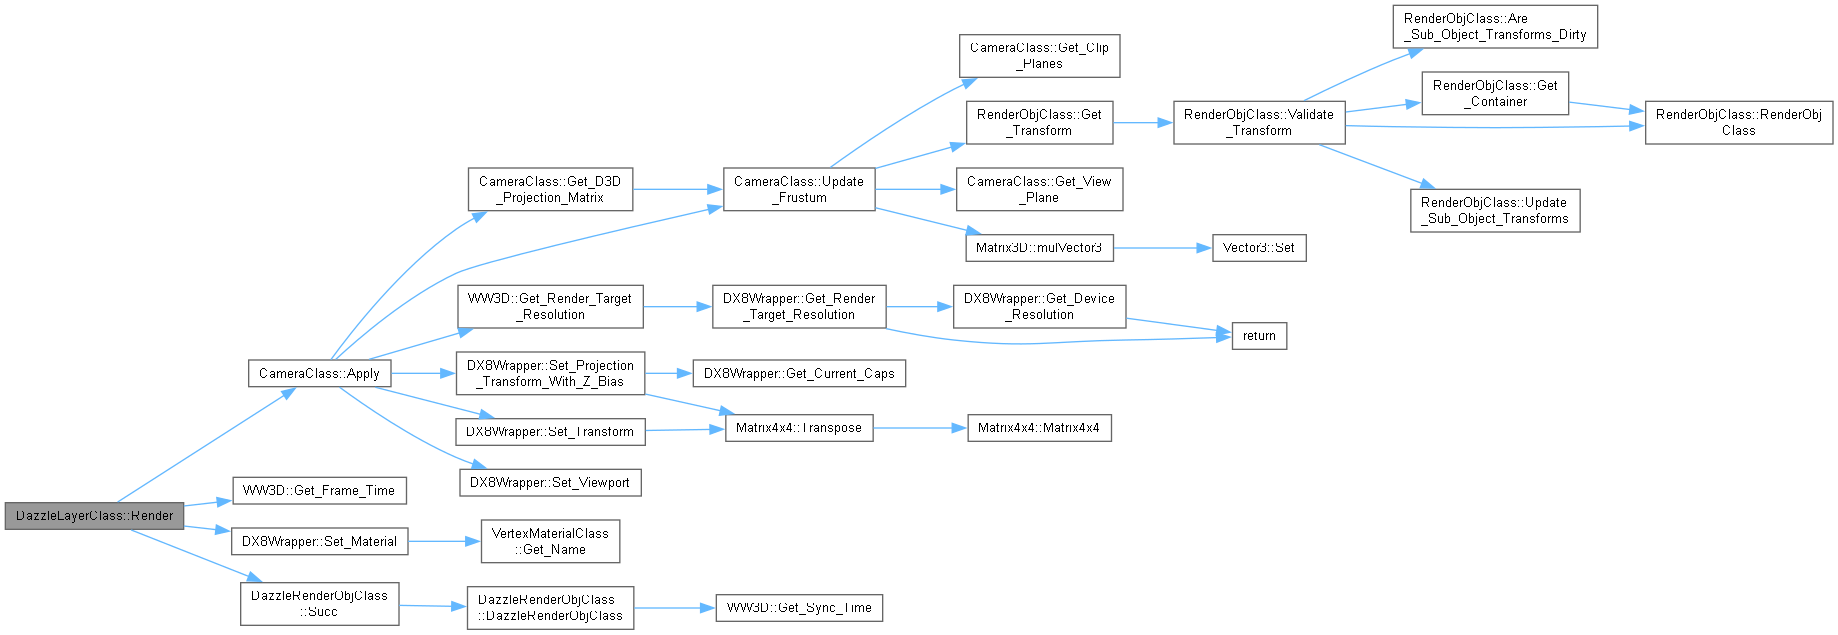 DazzleLayerClass::Render
CameraClass::Apply
CameraClass::Get_D3D
_Projection_Matrix
CameraClass::Update
_Frustum
CameraClass::Get_Clip
_Planes
RenderObjClass::Get
_Transform
RenderObjClass::Validate
_Transform
RenderObjClass::Are
_Sub_Object_Transforms_Dirty
RenderObjClass::Get
_Container
RenderObjClass::RenderObj
Class
RenderObjClass::Update
_Sub_Object_Transforms
CameraClass::Get_View
_Plane
Matrix3D::mulVector3
Vector3::Set
WW3D::Get_Render_Target
_Resolution
DX8Wrapper::Get_Render
_Target_Resolution
DX8Wrapper::Get_Device
_Resolution
return
DX8Wrapper::Set_Projection
_Transform_With_Z_Bias
DX8Wrapper::Get_Current_Caps
Matrix4x4::Transpose
Matrix4x4::Matrix4x4
DX8Wrapper::Set_Transform
DX8Wrapper::Set_Viewport
WW3D::Get_Frame_Time
DX8Wrapper::Set_Material
VertexMaterialClass
::Get_Name
DazzleRenderObjClass
::Succ
DazzleRenderObjClass
::DazzleRenderObjClass
WW3D::Get_Sync_Time